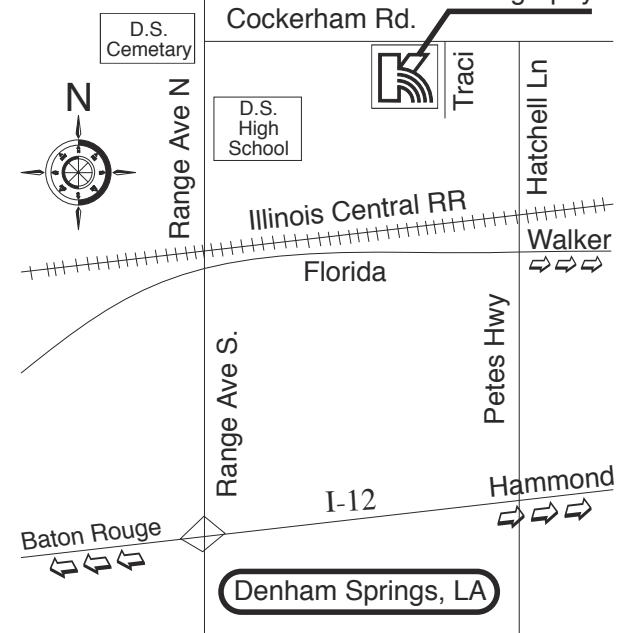 Cockerham Rd.
D.S.
Cemetary
N
Range Ave N
D.S.
High
School
Traci
Hatchell Ln
Illinois Central RR
Walker
Florida
Range Ave S.
Petes Hwy
I-12
Hammond
Baton Rouge
Denham Springs, LA